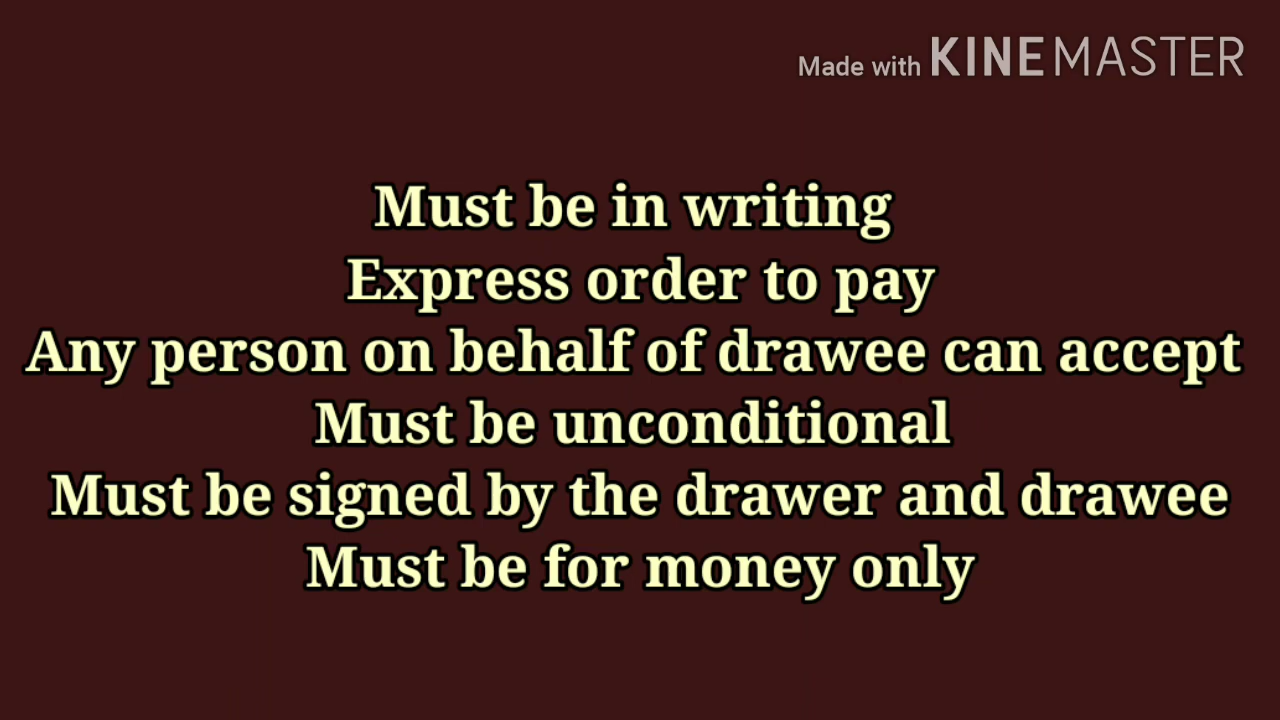 Made with KINEMASTER
Must be in writing
Express order to pay
Any person on behalf of drawee can accept
Must be unconditional
Must be signed by the drawer and drawee
Must be for money only